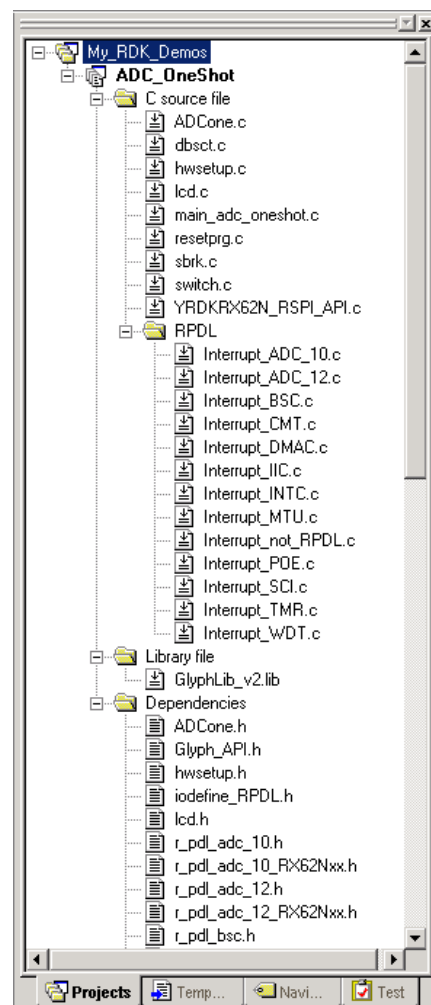 My_RDK_Demos
ADC_OneShot
C source file
ADCone.c
dbsct.c
hwsetup.c
lcd.c
main_adc_oneshot.c
resetprg.c
sbrk.c
switch.c
YRDKRX62N_RSPI_API.c
RPDL
Interrupt_ADC_10.c
Interrupt_ADC_12.c
Interrupt_BSC.c
Interrupt_CMT.c
Interrupt_DMAC.c
Interrupt_IIC.c
Interrupt_INTC.c
Interrupt_MTU.c
Interrupt_not_RPDL.c
Interrupt_POE.c
Interrupt_SCI.c
Interrupt_TMR.c
Interrupt_WDT.c
Library file
GlyphLib_v2.lib
Dependencies
ADCone.h
Glyph_API.h
hwsetup.h
iodefine_RPDL.h
lcd.h
r_pdl_adc_10.h
r_pdl_adc_10_RX62Nxx.h
r_pdl_adc_12.h
r_pdl_adc_12_RX62Nxx.h
r_pdl_bsc.h
Projects Temp... Navi... Test